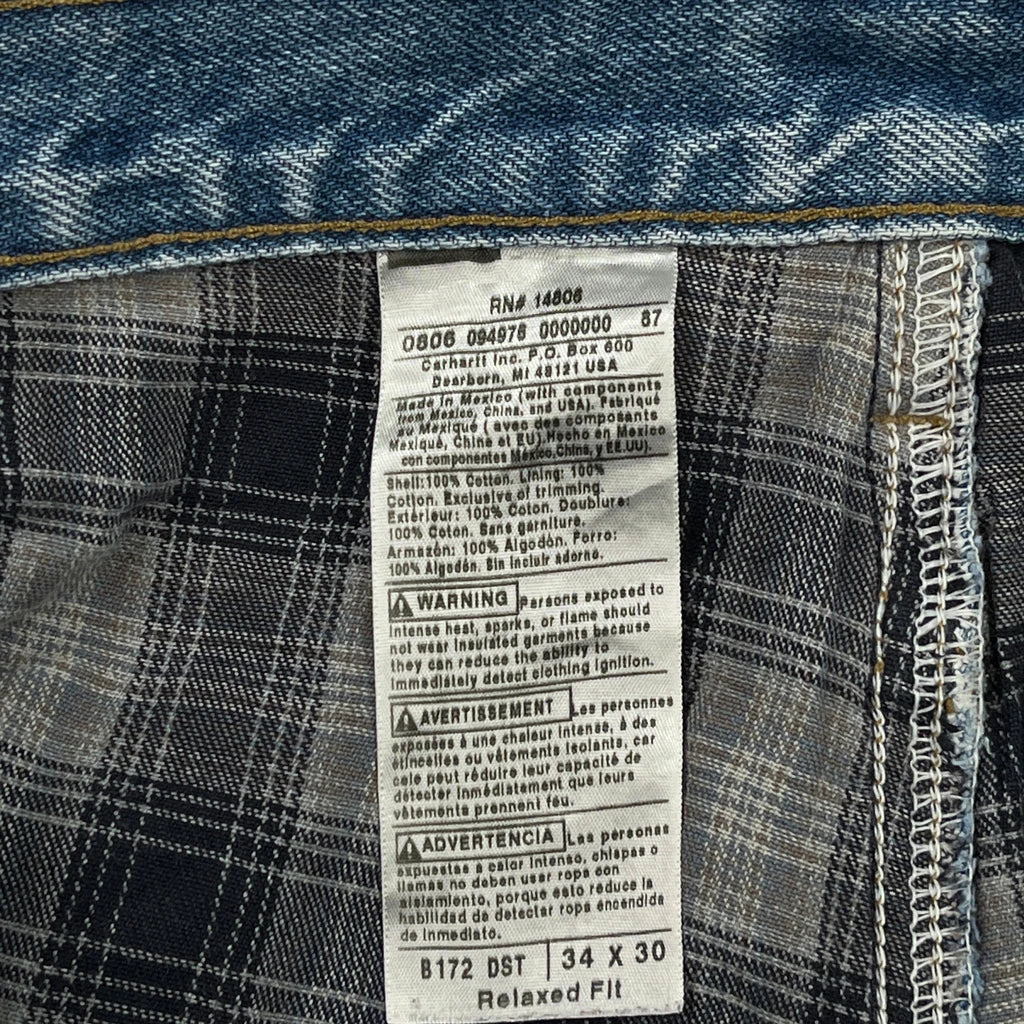 RN# 14806
0806 094976 0000000 87
Carhartt Inc. P.O. Box 600
Dearborn, MI 48121 USA
Made in Mexico (with components
from Mexico, China, and USA). Fabriqué
au Mexique ( avec des composants
Mexique, Chine et EU).Hecho en Mexico
con componentes Mexico,China, y EE.UU).
Shell:100% Cotton. Lining: 100%
Cotton. Exclusive of trimming.
Extérieur: 100% Coton. Doublure:
100% Coton. Sans garniture.
Armazón: 100% Algodón. Forro:
100% Algodón. Sin incluir adorno.
WARNING Persons exposed to
intense heat, sparks, or flame should
not wear insulated garments because
they can reduce the ability to
immediately detect clothing ignition.
AVERTISSEMENT Les personnes
exposées à une chaleur intense, à des
étincelles ou vêtements isolants, car
cele peut réduire leur capacité de
détecter immédiatement que leurs
vêtements prennent feu.
ADVERTENCIA Las personas
expuestas a calor intenso, chispas o
llamas no deben usar ropa con
aislamiento, porque esto reduce la
habilidad de detectar ropa encendida
de inmediato.
B172 DST 34 X 30
Relaxed Fit